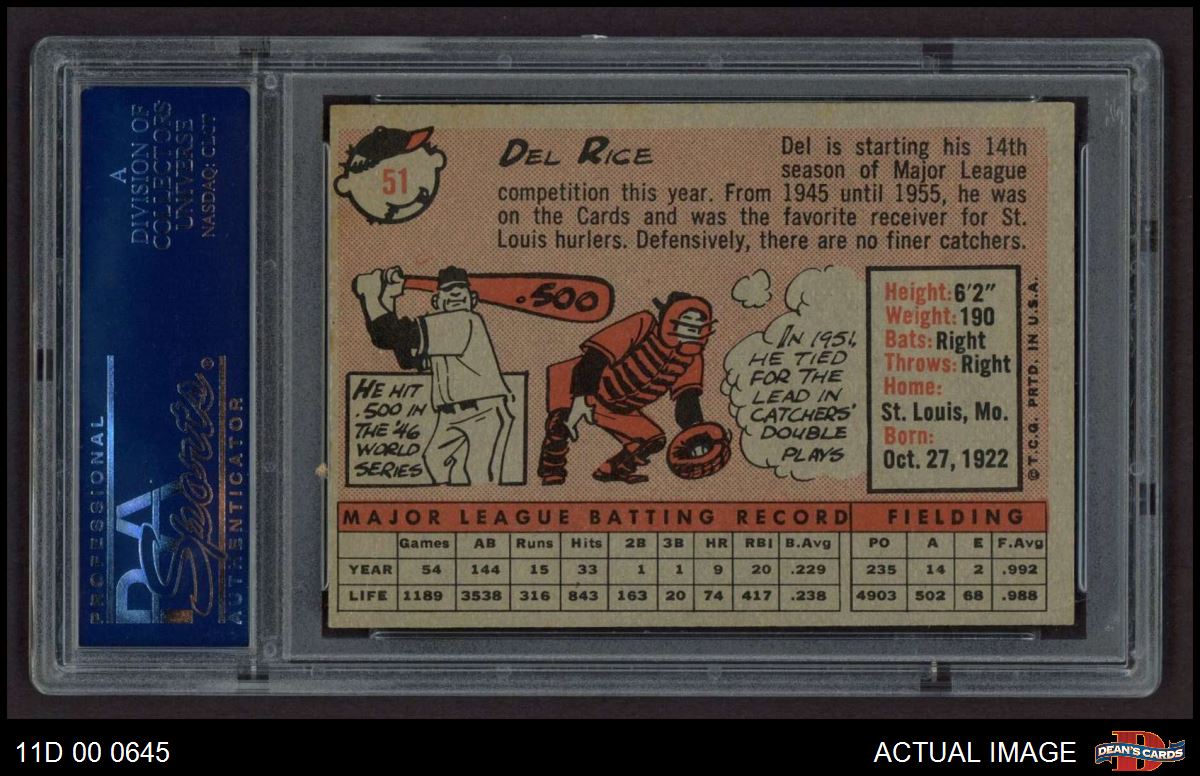 A
DIVISION OF
COLLECTORS
UNIVERSE
NASDAQ: CLCT
PROFESSIONAL
PSA
Sports®
AUTHENTICATOR
51
DEL RICE
Del is starting his 14th
season of Major League
competition this year. From 1945 until 1955, he was
on the Cards and was the favorite receiver for St.
Louis hurlers. Defensively, there are no finer catchers.
.500
HE HIT
.500 IN
THE '46
WORLD
SERIES
IN 1951,
HE TIED
FOR THE
LEAD IN
CATCHERS'
DOUBLE
PLAYS
Height: 6'2"
Weight: 190
Bats: Right
Throws: Right
Home:
St. Louis, Mo.
Born:
Oct. 27, 1922
©T.C.G. PRTD. IN U.S.A.
MAJOR LEAGUE BATTING RECORD FIELDING
Games AB Runs Hits 2B 3B HR RBI B.Avg PO A E F.Avg
YEAR 54 144 15 33 1 1 9 20 .229 235 14 2 .992
LIFE 1189 3538 316 843 163 20 74 417 .238 4903 502 68 .988
11D 00 0645
ACTUAL IMAGE
DEAN'S CARDS